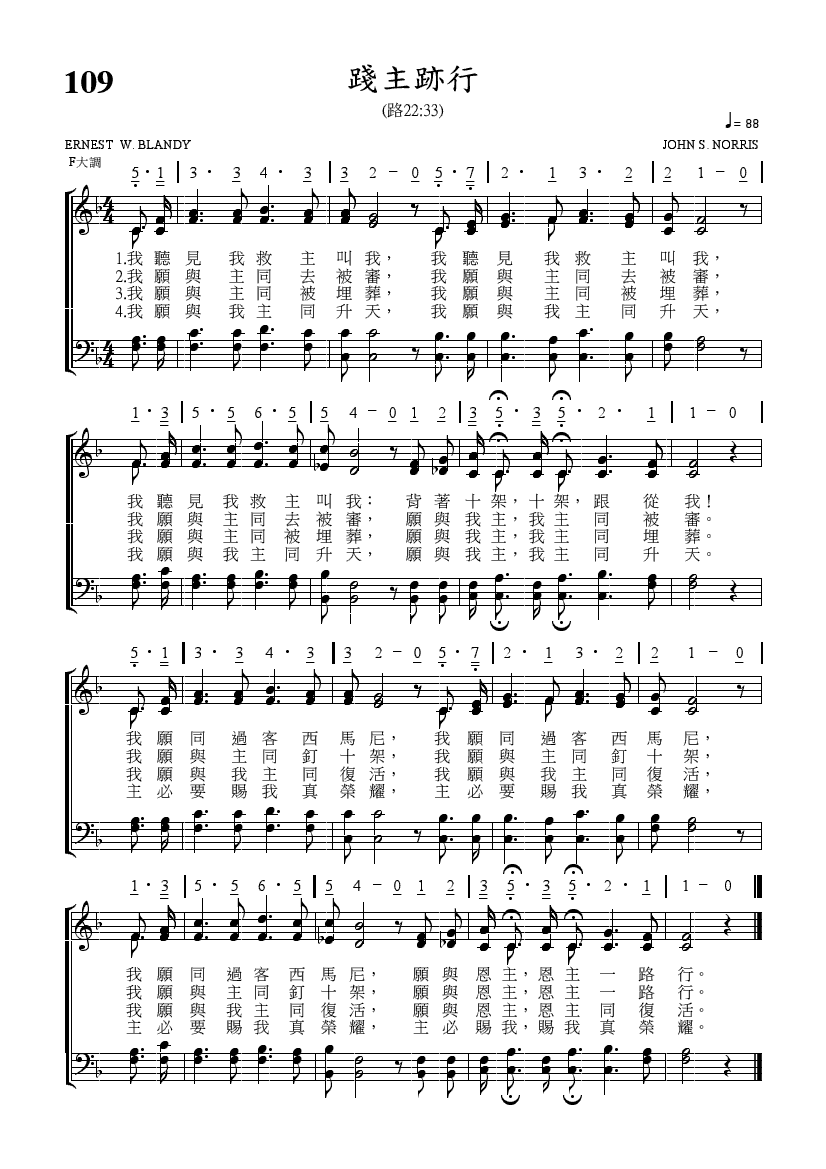 109
踐主跡行
(路22:33)
♩= 88
ERNEST W. BLANDY
JOHN S. NORRIS
F大調
5 · 1 | 3 · 3 4 · 3 | 3 2 – 0 5 · 7 | 2 · 1 3 · 2 | 2 1 – 0 |
1.我聽見我救主叫我，我聽見我救主叫我，
2.我願與主同去被審，我願與主同去被審，
3.我願與主同被埋葬，我願與主同被埋葬，
4.我願與我主同升天，我願與我主同升天，
1 · 3 | 5 · 5 6 · 5 | 5 4 – 0 1 2 | 3 5 · 3 5 · 2 · 1 | 1 – 0 |
我聽見我救主叫我：背著十架，十架，跟從我！
我願與主同去被審，願與我主，我主同被審。
我願與主同被埋葬，願與我主，我主同埋葬。
我願與我主同升天，願與我主，我主同升天。
5 · 1 | 3 · 3 4 · 3 | 3 2 – 0 5 · 7 | 2 · 1 3 · 2 | 2 1 – 0 |
我願同過客西馬尼，我願同過客西馬尼，
我願與主同釘十架，我願與主同釘十架，
我願與我主同復活，我願與我主同復活，
主必要賜我真榮耀，主必要賜我真榮耀，
1 · 3 | 5 · 5 6 · 5 | 5 4 – 0 1 2 | 3 5 · 3 5 · 2 · 1 | 1 – 0
我願同過客西馬尼，願與恩主，恩主一路行。
我願與主同釘十架，願與恩主，恩主一路行。
我願與我主同復活，願與恩主，恩主同復活。
主必要賜我真榮耀，主必賜我，賜我真榮耀。